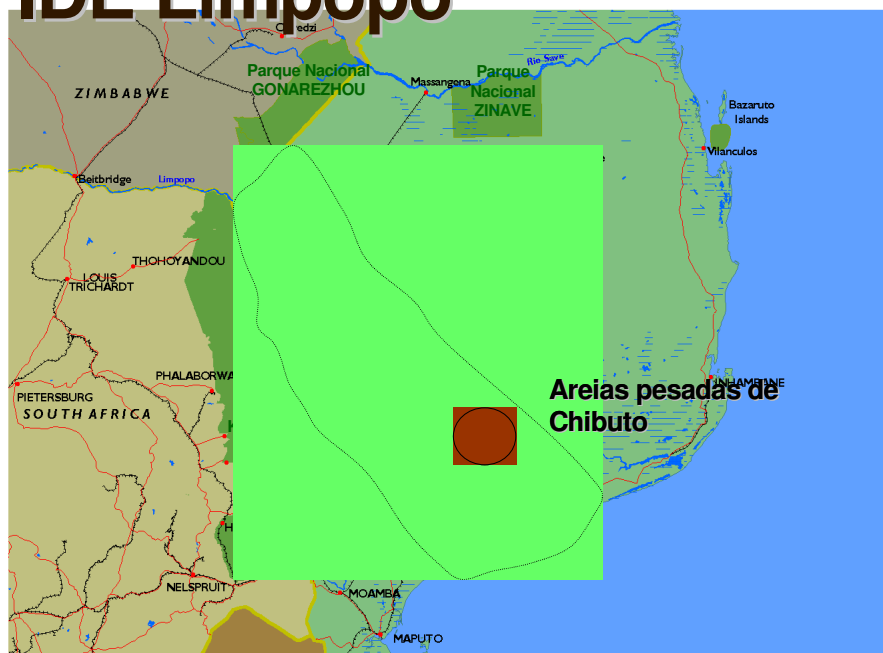 IDE Limpopo
Parque Nacional
GONAREZHOU
Massangena
Rio Save
Parque
Nacional
ZINAVE
ZIMBABWE
Bazaruto
Islands
Vilanculos
Beitbridge
Limpopo
THOHOYANDOU
LOUIS
TRICHARDT
PHALABORWA
PIETERSBURG
SOUTH AFRICA
INHAMBANE
Areias pesadas de
Chibuto
K
H
NELSPRUIT
MOAMBA
MAPUTO